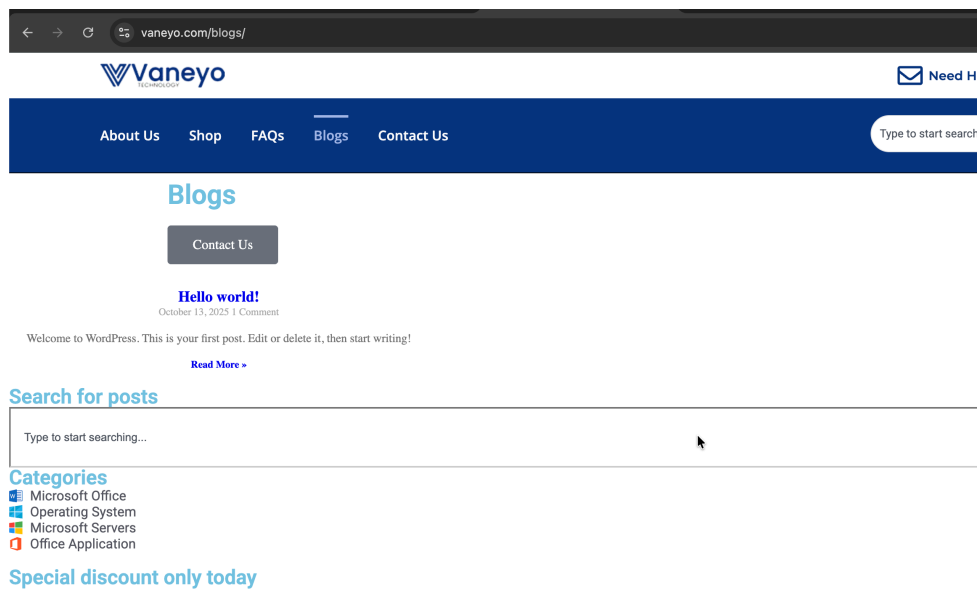 vaneyo.com/blogs/
Vaneyo
TECHNOLOGY
Need H
About Us Shop FAQs Blogs Contact Us
Type to start search
Blogs
Contact Us
Hello world!
October 13, 2025 1 Comment
Welcome to WordPress. This is your first post. Edit or delete it, then start writing!
Read More »
Search for posts
Type to start searching...
Categories
Microsoft Office
Operating System
Microsoft Servers
Office Application
Special discount only today